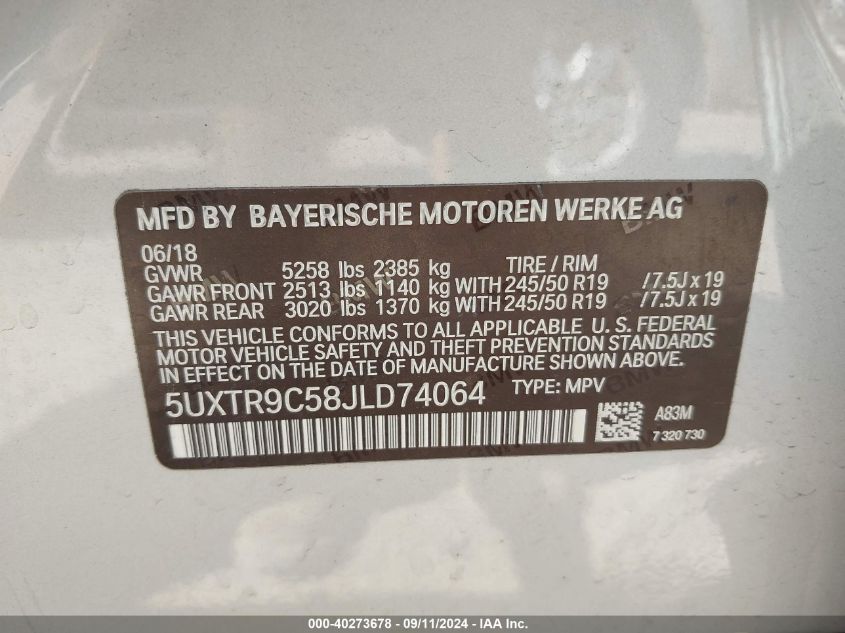 MFD BY BAYERISCHE MOTOREN WERKE AG
06/18
GVWR 5258 lbs 2385 kg TIRE / RIM
GAWR FRONT 2513 lbs 1140 kg WITH 245/50 R19 /7.5J x 19
GAWR REAR 3020 lbs 1370 kg WITH 245/50 R19 /7.5J x 19
THIS VEHICLE CONFORMS TO ALL APPLICABLE U. S. FEDERAL
MOTOR VEHICLE SAFETY AND THEFT PREVENTION STANDARDS
IN EFFECT ON THE DATE OF MANUFACTURE SHOWN ABOVE.
5UXTR9C58JLD74064 TYPE: MPV
A83M
7 320 730
000-40273678 - 09/11/2024 - IAA Inc.